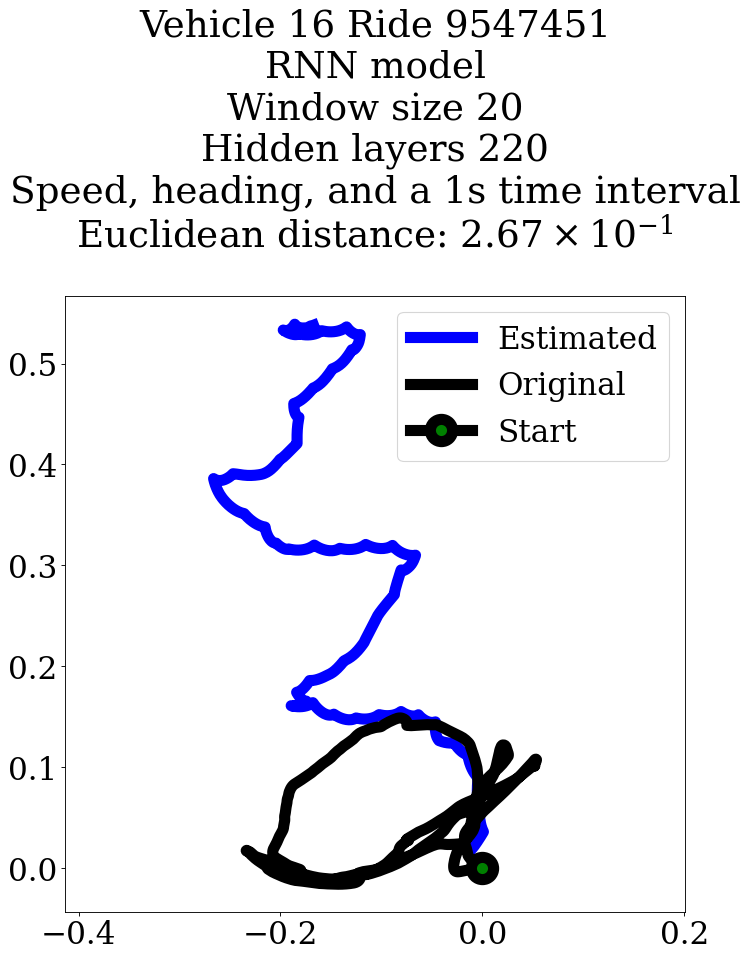 Vehicle 16 Ride 9547451
RNN model
Window size 20
Hidden layers 220
Speed, heading, and a 1s time interval
Euclidean distance: 2.67 × 10⁻¹
Estimated
Original
Start
0.5
0.4
0.3
0.2
0.1
0.0
−0.4
−0.2
0.0
0.2